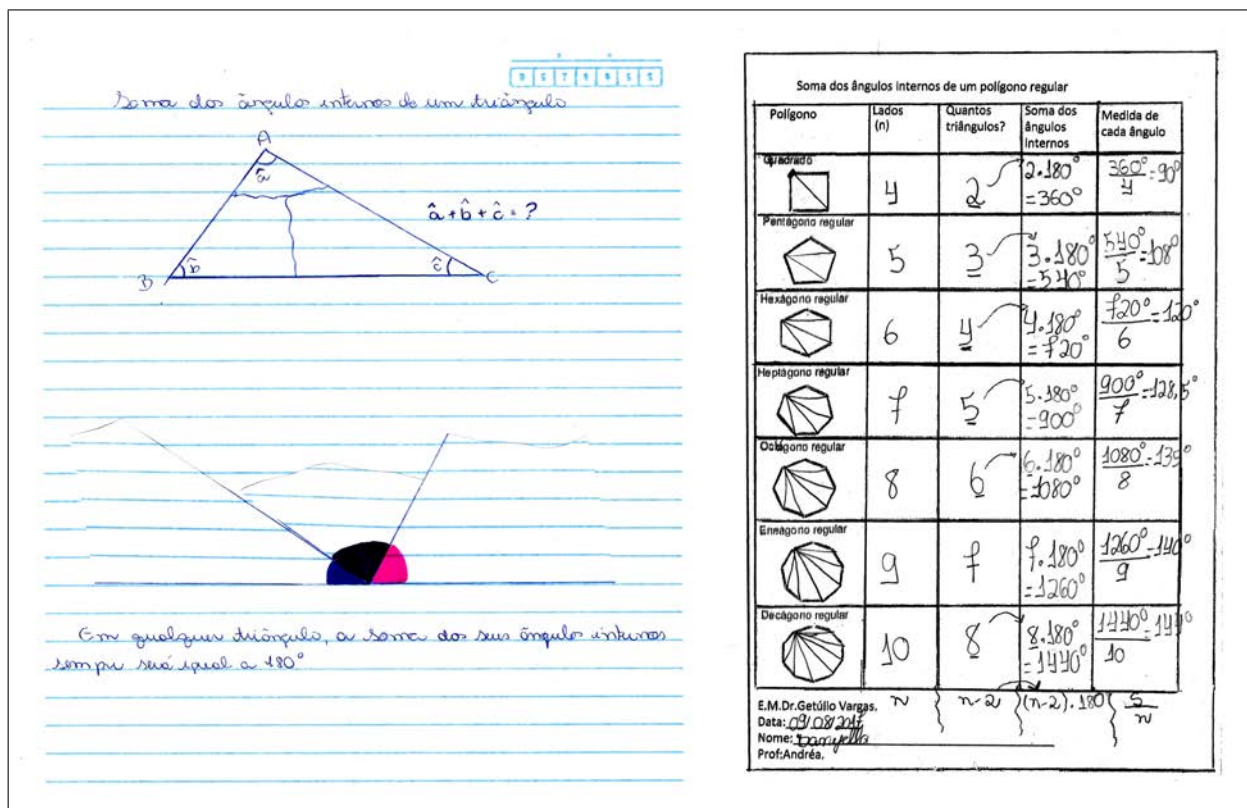 Soma dos ângulos internos de um triângulo
A
â
â + b̂ + ĉ = ?
B
b̂
ĉ
C
Em qualquer triângulo, a soma dos seus ângulos internos
sempre será igual a 180°
Soma dos ângulos internos de um polígono regular
Polígono
Lados
(n)
Quantos
triângulos?
Soma dos
ângulos
internos
Medida de
cada ângulo
Quadrado
4
2
2.180°
=360°
360°/4=90°
Pentágono regular
5
3
3.180°
=540°
540°/5=108°
Hexágono regular
6
4
4.180°
=720°
720°/6=120°
Heptágono regular
7
5
5.180°
=900°
900°/7=128,5°
Octógono regular
8
6
6.180°
=1080°
1080°/8=135°
Eneágono regular
9
7
7.180°
=1260°
1260°/9=140°
Decágono regular
10
8
8.180°
=1440°
1440°/10=144°
n
n-2
(n-2).180
S/n
E.M.Dr.Getúlio Vargas.
Data: 09/08/2017
Nome:
Prof:Andréa.